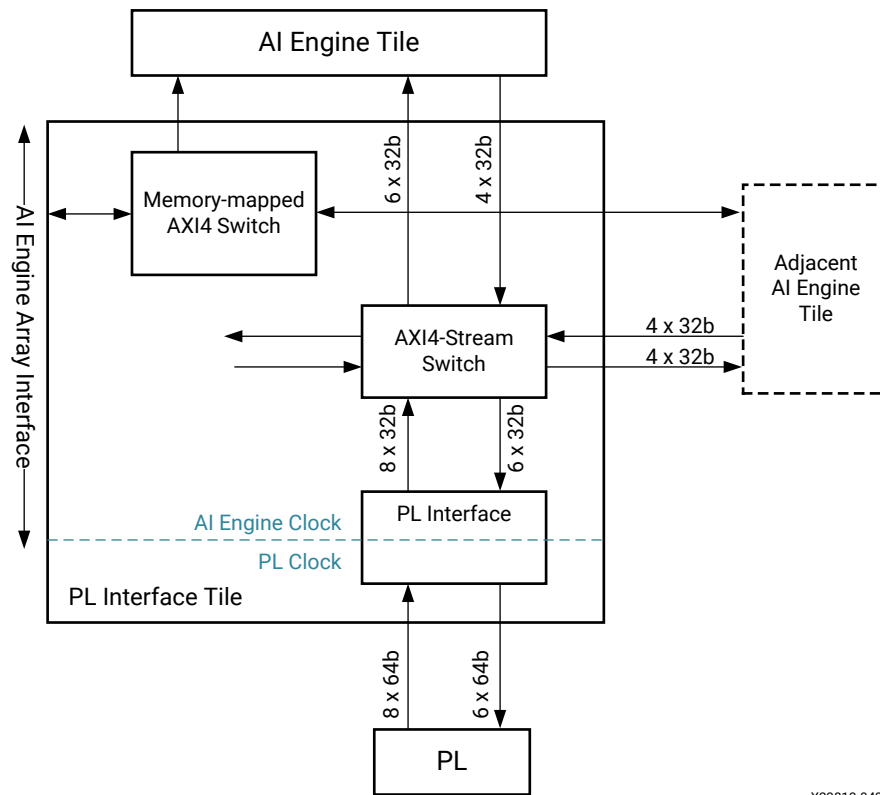 AI Engine Tile
6 x 32b
4 x 32b
Memory-mapped
AXI4 Switch
AI Engine Array Interface
Adjacent
AI Engine
Tile
AXI4-Stream
Switch
4 x 32b
4 x 32b
8 x 32b
6 x 32b
PL Interface
AI Engine Clock
PL Clock
PL Interface Tile
8 x 64b
6 x 64b
PL